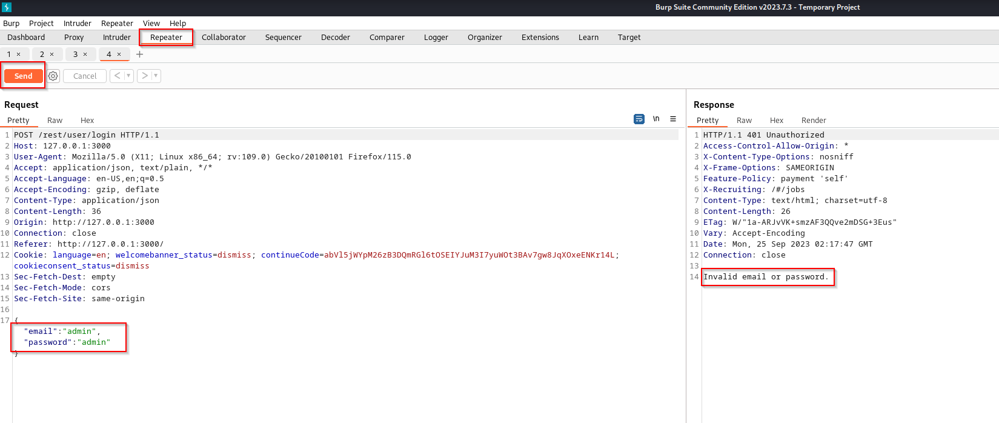 Burp Suite Community Edition v2023.7.3 - Temporary Project
Burp Project Intruder Repeater View Help
Dashboard Proxy Intruder Repeater Collaborator Sequencer Decoder Comparer Logger Organizer Extensions Learn Target
1 × 2 × 3 × 4 × +
Send Cancel < ▾ > ▾
Request
Pretty Raw Hex
\n
1 POST /rest/user/login HTTP/1.1
2 Host: 127.0.0.1:3000
3 User-Agent: Mozilla/5.0 (X11; Linux x86_64; rv:109.0) Gecko/20100101 Firefox/115.0
4 Accept: application/json, text/plain, */*
5 Accept-Language: en-US,en;q=0.5
6 Accept-Encoding: gzip, deflate
7 Content-Type: application/json
8 Content-Length: 36
9 Origin: http://127.0.0.1:3000
10 Connection: close
11 Referer: http://127.0.0.1:3000/
12 Cookie: language=en; welcomebanner_status=dismiss; continueCode=abVl5jWYpM26zB3DQmRGl6tOSEIYJuM3I7yuWOt3BAv7gw8JqXOxeENKr14L;
cookieconsent_status=dismiss
13 Sec-Fetch-Dest: empty
14 Sec-Fetch-Mode: cors
15 Sec-Fetch-Site: same-origin
16
17 {
"email":"admin",
"password":"admin"
}
Response
Pretty Raw Hex Render
1 HTTP/1.1 401 Unauthorized
2 Access-Control-Allow-Origin: *
3 X-Content-Type-Options: nosniff
4 X-Frame-Options: SAMEORIGIN
5 Feature-Policy: payment 'self'
6 X-Recruiting: /#/jobs
7 Content-Type: text/html; charset=utf-8
8 Content-Length: 26
9 ETag: W/"1a-ARJvVK+smzAF3QQve2mDSG+3Eus"
10 Vary: Accept-Encoding
11 Date: Mon, 25 Sep 2023 02:17:47 GMT
12 Connection: close
13
14 Invalid email or password.